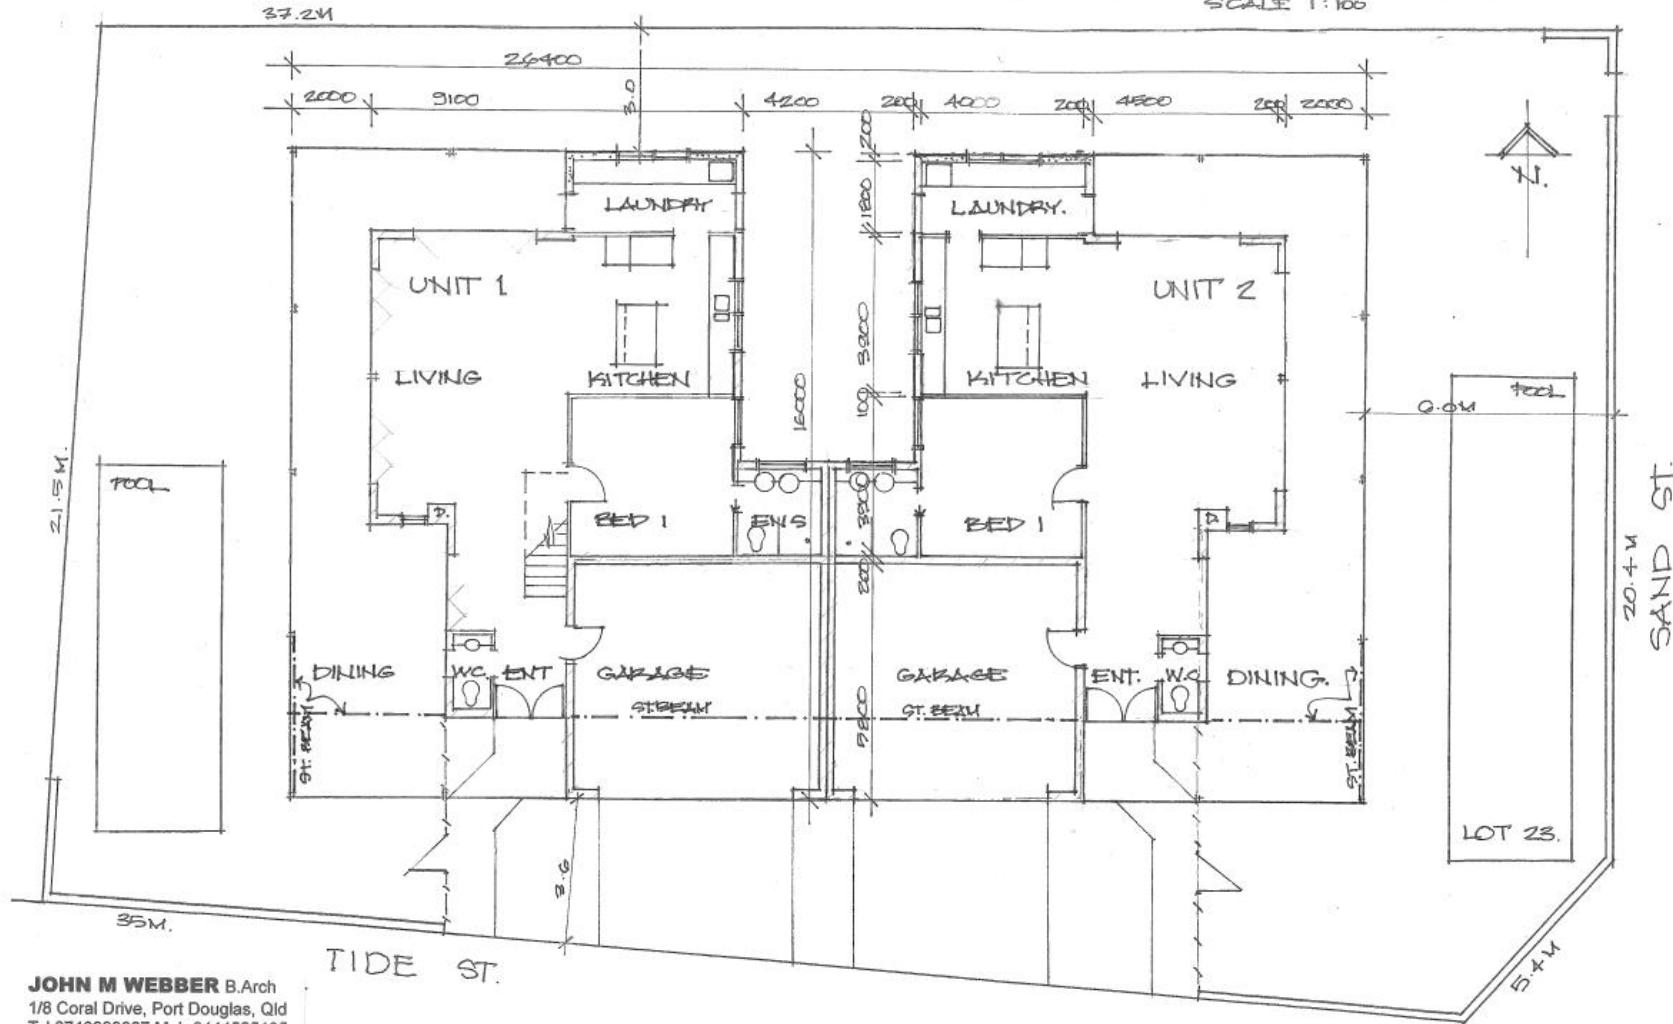 SCALE 1:100
37.2M
26400
2000 9100 3.0 4200 200 4000 200 4500 200 2000
200
N.
LAUNDRY LAUNDRY.
1800
UNIT 1 UNIT 2
3900
LIVING KITCHEN KITCHEN LIVING
POOL
6.0M
16000
100
21.5M.
POOL
D. D
BED 1 ENS BED 1
3900
SAND ST.
20.4M
200
DINING W.C. ENT GARAGE GARAGE ENT. W.C DINING.
ST. BEAM ST. BEAM
ST. BEAM 5800 ST. BEAM
LOT 23.
3.6
35M.
TIDE ST.
5.4M
JOHN M WEBBER B.Arch
1/8 Coral Drive, Port Douglas, Qld